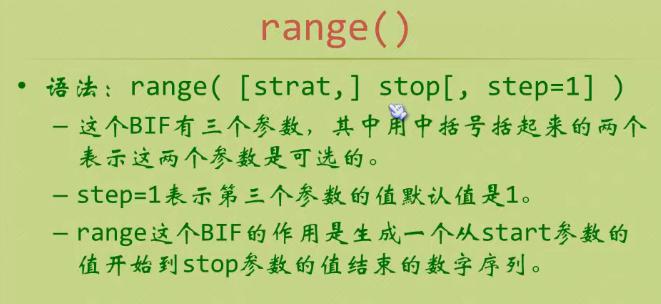 range()
• 语法：range( [strat,] stop[, step=1] )
– 这个BIF有三个参数，其中用中括号括起来的两个
表示这两个参数是可选的。
– step=1表示第三个参数的值默认值是1。
– range这个BIF的作用是生成一个从start参数的
值开始到stop参数的值结束的数字序列。